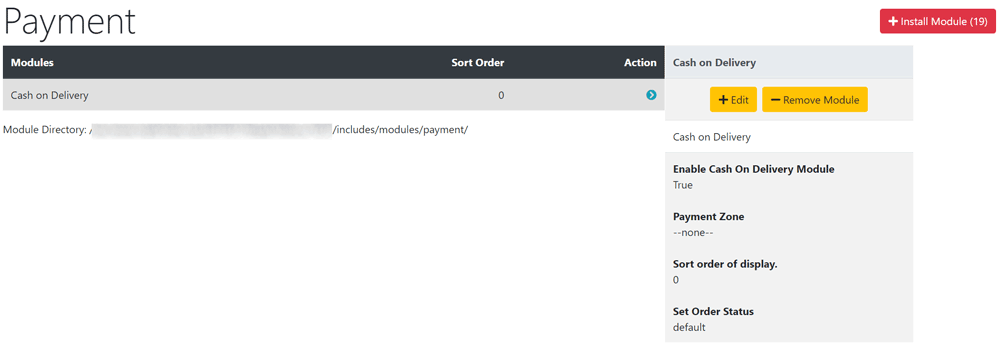 Payment
+ Install Module (19)
Modules Sort Order Action
Cash on Delivery 0
Module Directory: / /includes/modules/payment/
Cash on Delivery
+ Edit
− Remove Module
Cash on Delivery
Enable Cash On Delivery Module
True
Payment Zone
--none--
Sort order of display.
0
Set Order Status
default